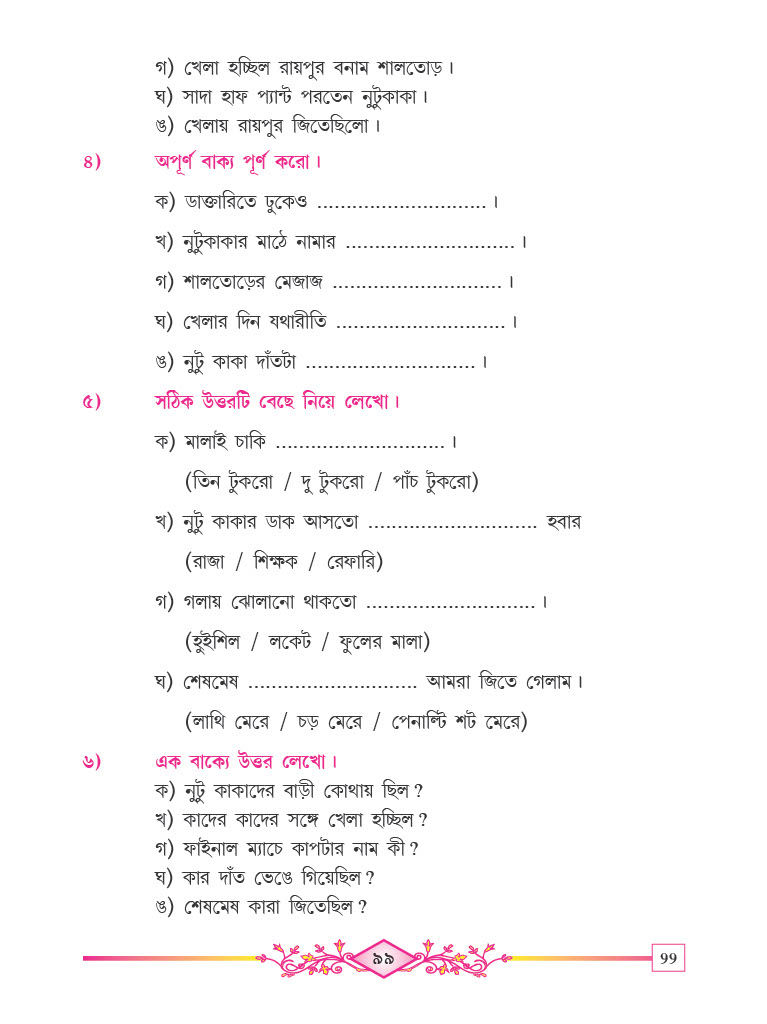 গ) খেলা হচ্ছিল রায়পুর বনাম শালতোড়।
ঘ) সাদা হাফ প্যান্ট পরতেন নুটুকাকা।
ঙ) খেলায় রায়পুর জিতেছিলো।
৪) অপূর্ণ বাক্য পূর্ণ করো।
ক) ডাক্তারিতে ঢুকেও ............................. ।
খ) নুটুকাকার মাঠে নামার ............................. ।
গ) শালতোড়ের মেজাজ ............................. ।
ঘ) খেলার দিন যথারীতি ............................. ।
ঙ) নুটু কাকা দাঁতটা ............................. ।
৫) সঠিক উত্তরটি বেছে নিয়ে লেখো।
ক) মালাই চাকি ............................. ।
(তিন টুকরো / দু টুকরো / পাঁচ টুকরো)
খ) নুটু কাকার ডাক আসতো ............................. হবার
(রাজা / শিক্ষক / রেফারি)
গ) গলায় ঝোলানো থাকতো ............................. ।
(হুইশিল / লকেট / ফুলের মালা)
ঘ) শেষমেষ ............................. আমরা জিতে গেলাম।
(লাথি মেরে / চড় মেরে / পেনাল্টি শট মেরে)
৬) এক বাক্যে উত্তর লেখো।
ক) নুটু কাকাদের বাড়ী কোথায় ছিল ?
খ) কাদের কাদের সঙ্গে খেলা হচ্ছিল ?
গ) ফাইনাল ম্যাচে কাপটার নাম কী ?
ঘ) কার দাঁত ভেঙে গিয়েছিল ?
ঙ) শেষমেষ কারা জিতেছিল ?
৯৯
99